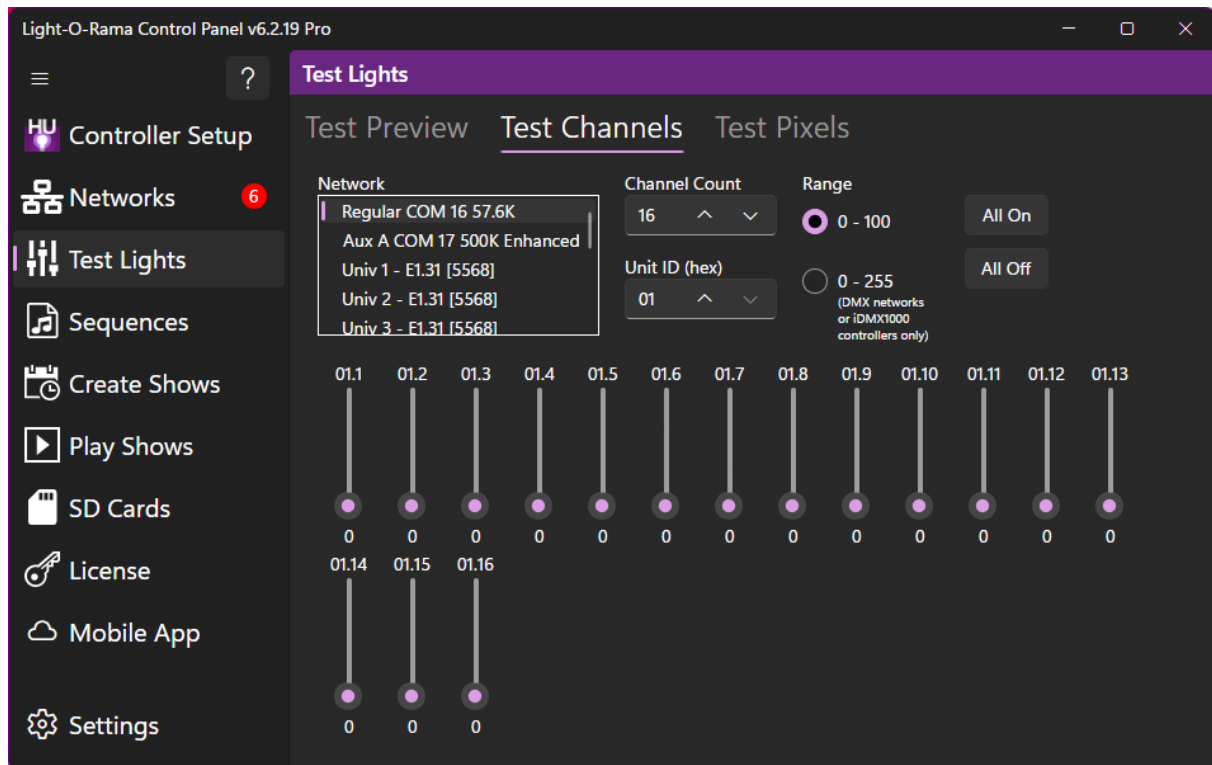 Light-O-Rama Control Panel v6.2.19 Pro
?
Test Lights
HU
Controller Setup
Networks 6
Test Lights
Sequences
Create Shows
Play Shows
SD Cards
License
Mobile App
Settings
Test Preview Test Channels Test Pixels
Network
Regular COM 16 57.6K
Aux A COM 17 500K Enhanced
Univ 1 - E1.31 [5568]
Univ 2 - E1.31 [5568]
Univ 3 - E1.31 [5568]
Channel Count
16
Unit ID (hex)
01
Range
0 - 100
0 - 255
(DMX networks
or iDMX1000
controllers only)
All On
All Off
01.1 01.2 01.3 01.4 01.5 01.6 01.7 01.8 01.9 01.10 01.11 01.12 01.13
0 0 0 0 0 0 0 0 0 0 0 0 0
01.14 01.15 01.16
0 0 0